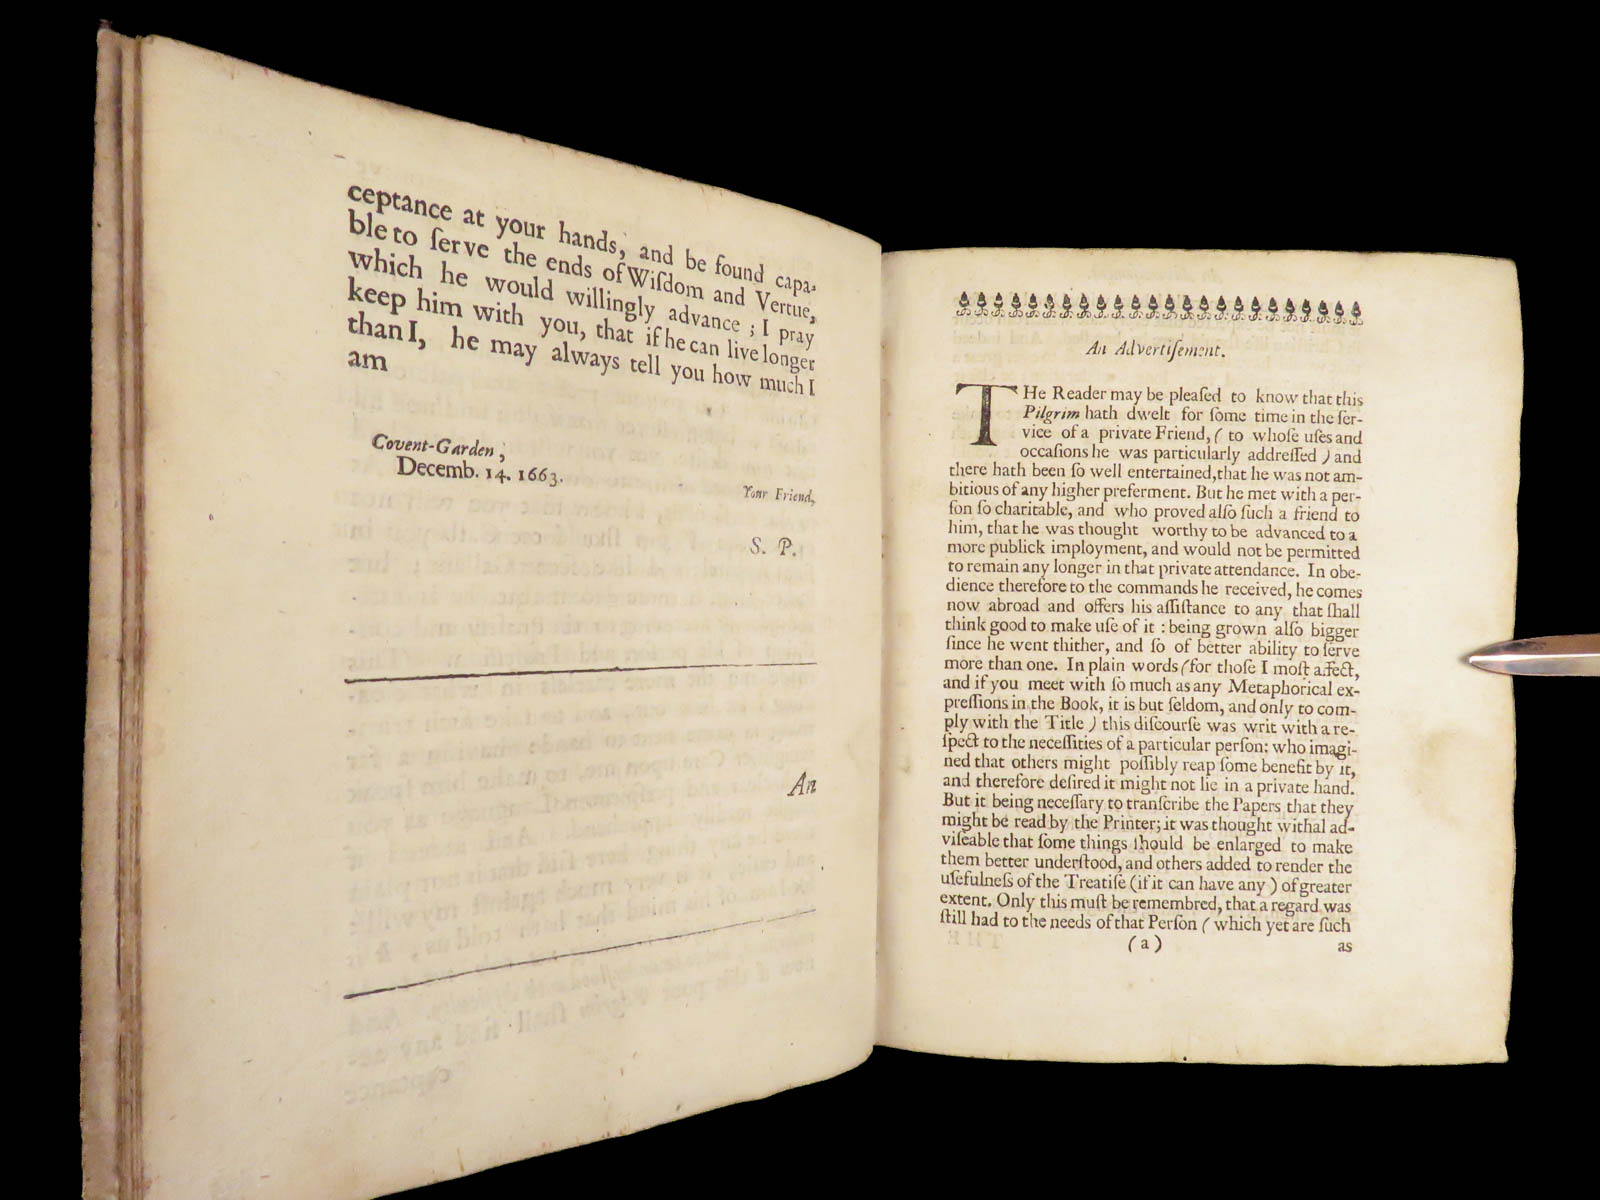 ceptance at your hands, and be found capa-
ble to ſerve the ends of Wiſdom and Vertue,
which he would willingly advance ; I pray
keep him with you, that if he can live longer
than I, he may always tell you how much I
am
Covent-Garden,
Decemb. 14. 1663.
Your Friend,
S. P.
An
An Advertiſement.
THe Reader may be pleaſed to know that this
Pilgrim hath dwelt for ſome time in the ſer-
vice of a private Friend, ( to whoſe uſes and
occaſions he was particularly addreſſed ) and
there hath been ſo well entertained, that he was not am-
bitious of any higher preferment. But he met with a per-
ſon ſo charitable, and who proved alſo ſuch a friend to
him, that he was thought worthy to be advanced to a
more publick imployment, and would not be permitted
to remain any longer in that private attendance. In obe-
dience therefore to the commands he received, he comes
now abroad and offers his aſſiſtance to any that ſhall
think good to make uſe of it : being grown alſo bigger
ſince he went thither, and ſo of better ability to ſerve
more than one. In plain words (for thoſe I moſt affect,
and if you meet with ſo much as any Metaphorical ex-
preſſions in the Book, it is but ſeldom, and only to com-
ply with the Title ) this diſcourſe was writ with a re-
ſpect to the neceſſities of a particular perſon: who imagi-
ned that others might poſſibly reap ſome benefit by it,
and therefore deſired it might not lie in a private hand.
But it being neceſſary to tranſcribe the Papers that they
might be read by the Printer; it was thought withal ad-
viſeable that ſome things ſhould be enlarged to make
them better underſtood, and others added to render the
uſefulneſs of the Treatiſe (if it can have any ) of greater
extent. Only this muſt be remembred, that a regard was
ſtill had to the needs of that Perſon ( which yet are ſuch
( a )
as